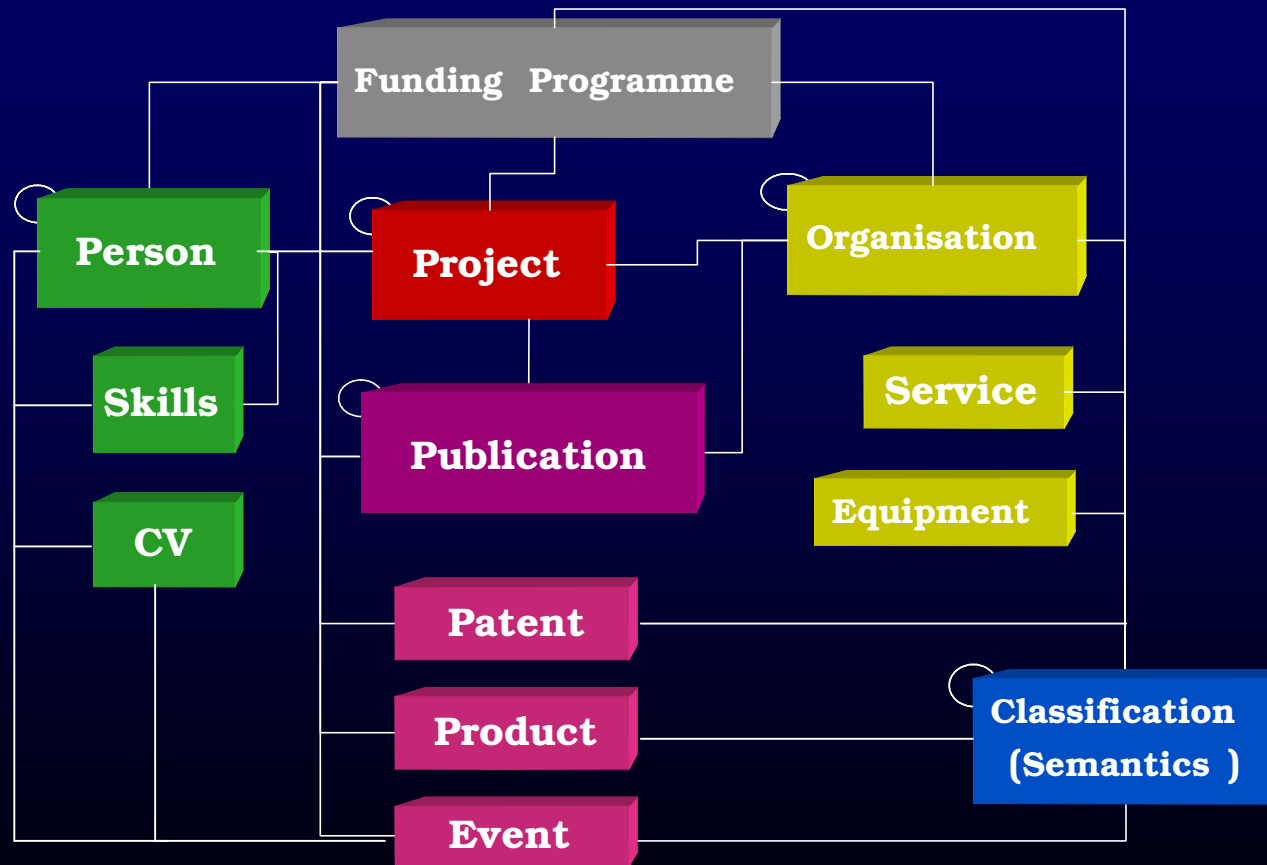 Funding Programme
Person
Project
Organisation
Skills
Service
Publication
Equipment
CV
Patent
Product
Classification
(Semantics )
Event